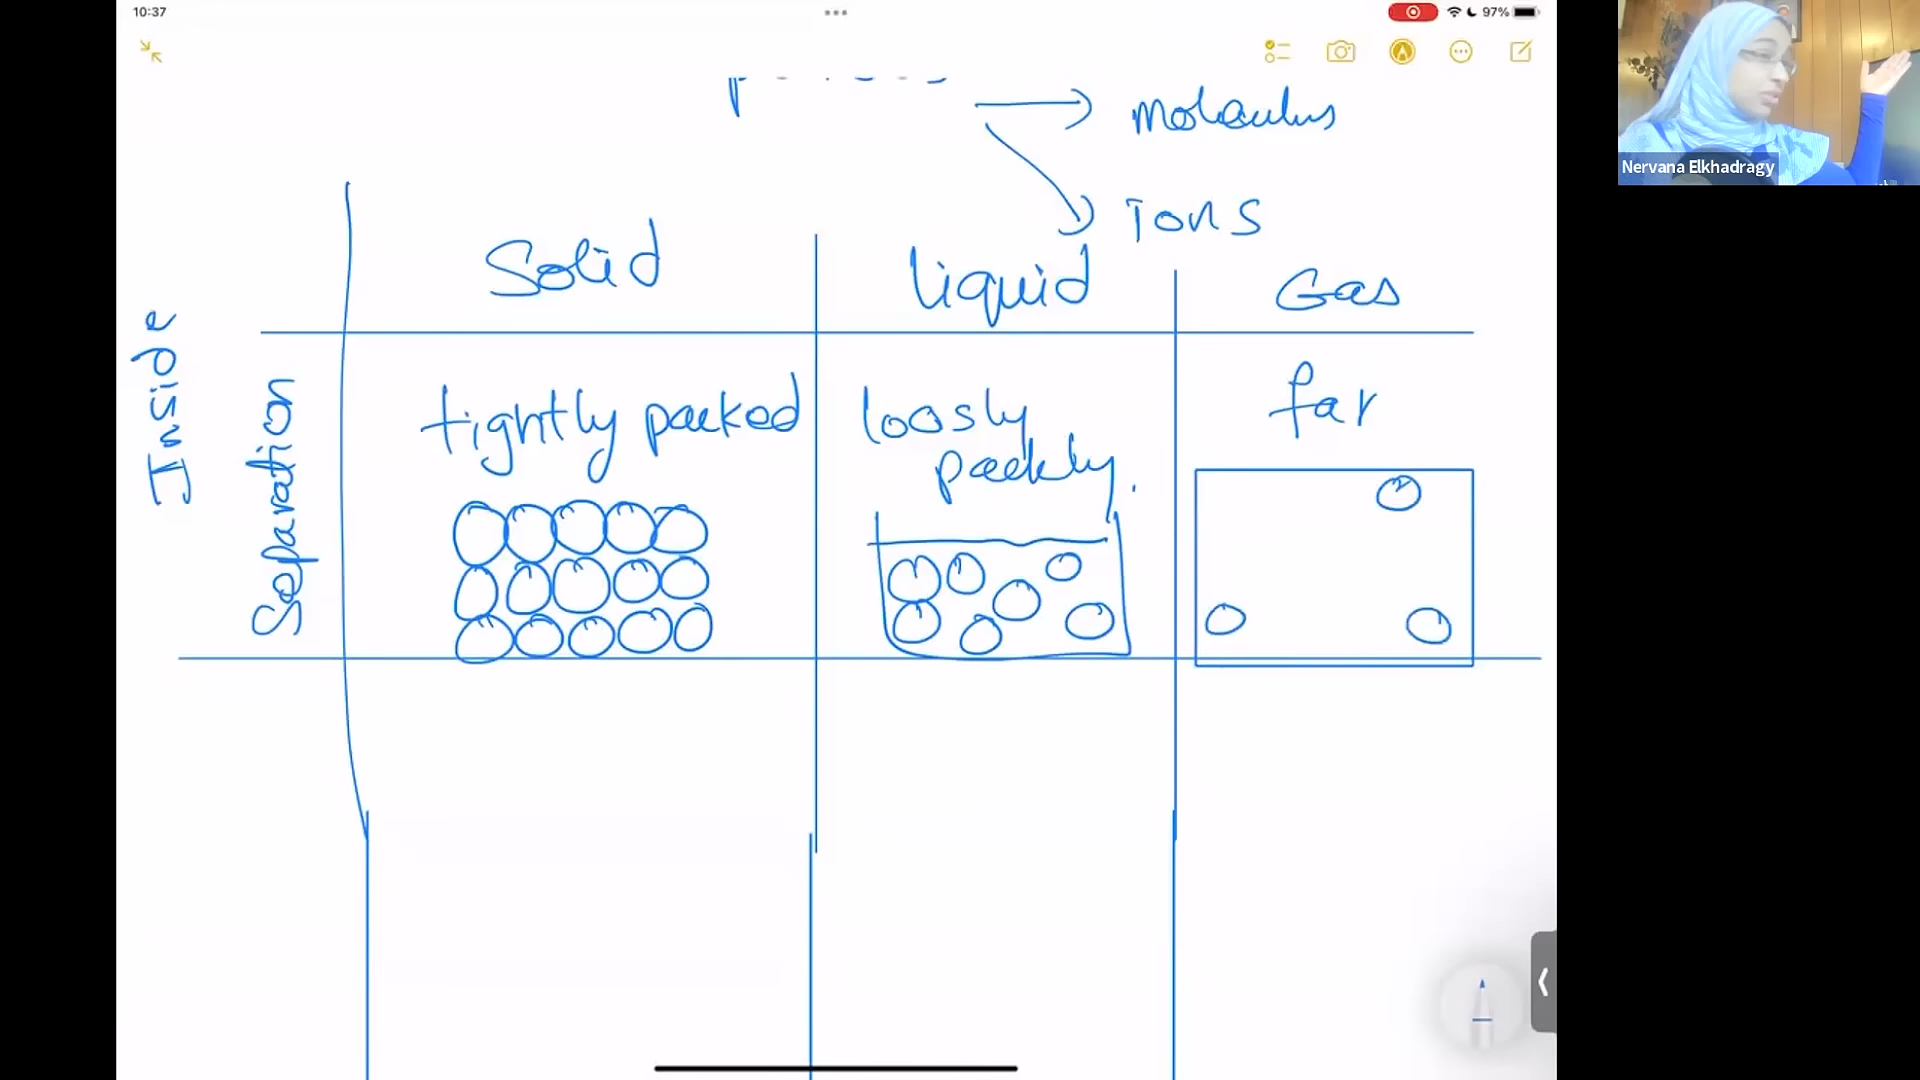 10:37
97%
Nervana Elkhadragy
Molecules
Ions
Solid
liquid
Gas
Inside
Separation
tightly packed
loosly
packly.
far